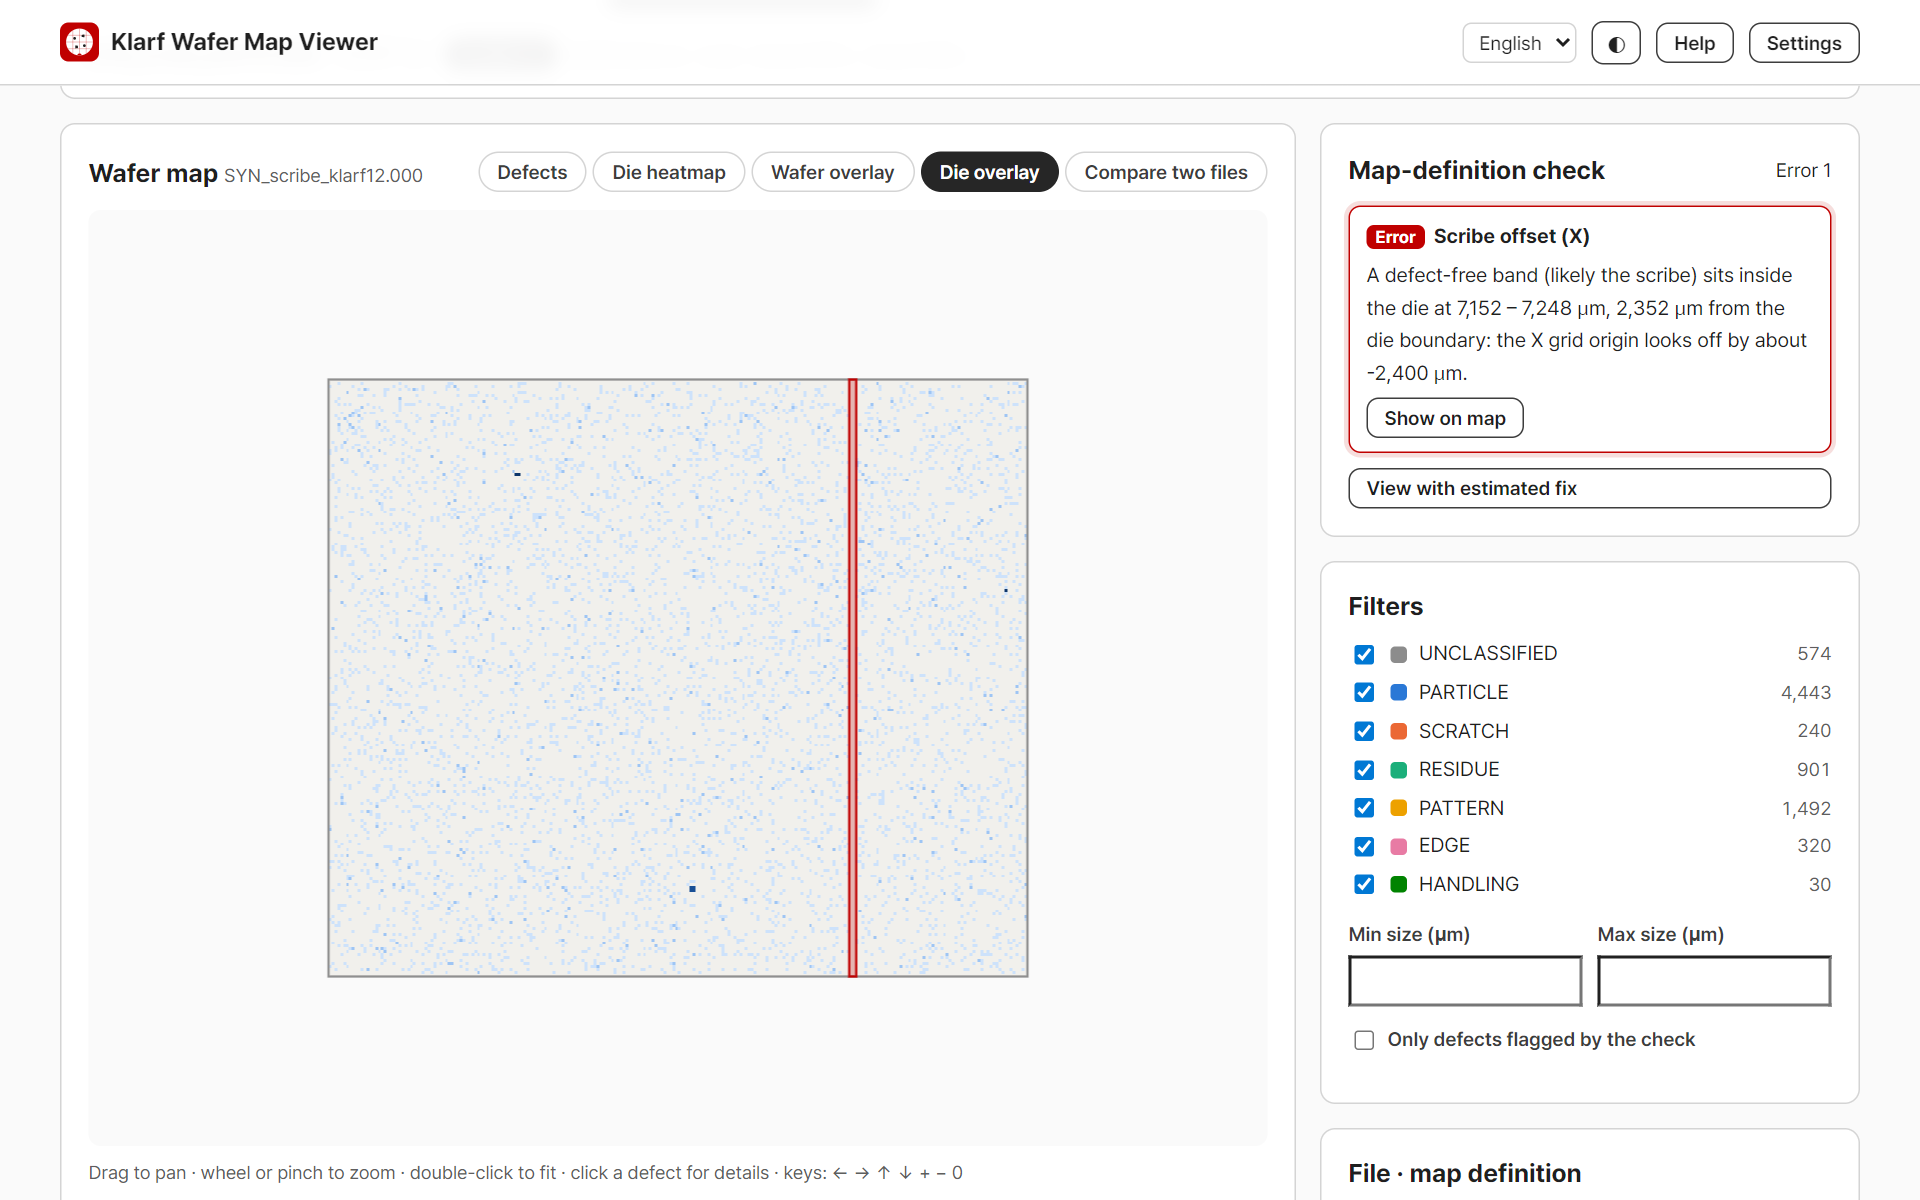 Klarf Wafer Map Viewer
English
Help
Settings
Wafer map SYN_scribe_klarf12.000
Defects
Die heatmap
Wafer overlay
Die overlay
Compare two files
Drag to pan · wheel or pinch to zoom · double-click to fit · click a defect for details · keys: ← → ↑ ↓ + − 0
Map-definition check
Error 1
Error Scribe offset (X)
A defect-free band (likely the scribe) sits inside
the die at 7,152 – 7,248 µm, 2,352 µm from the
die boundary: the X grid origin looks off by about
-2,400 µm.
Show on map
View with estimated fix
Filters
UNCLASSIFIED 574
PARTICLE 4,443
SCRATCH 240
RESIDUE 901
PATTERN 1,492
EDGE 320
HANDLING 30
Min size (µm)
Max size (µm)
Only defects flagged by the check
File · map definition